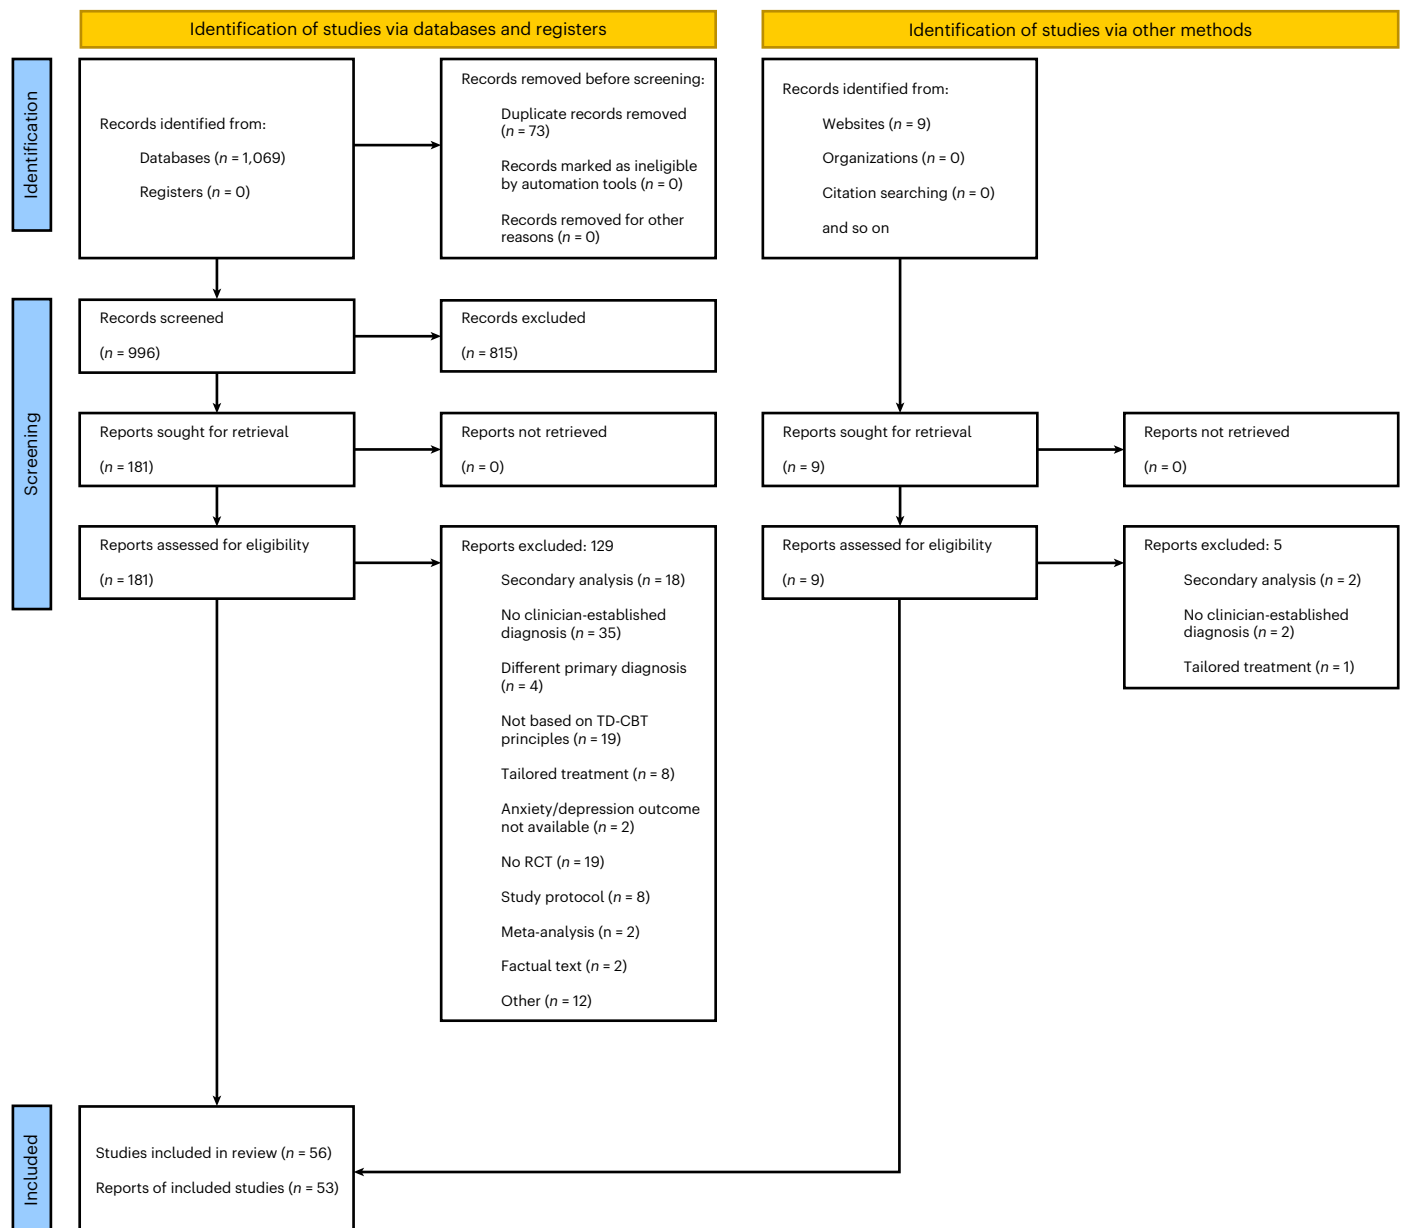 Identification of studies via databases and registers
Identification of studies via other methods
Identification
Records identified from:
Databases (n = 1,069)
Registers (n = 0)
Records removed before screening:
Duplicate records removed
(n = 73)
Records marked as ineligible
by automation tools (n = 0)
Records removed for other
reasons (n = 0)
Records identified from:
Websites (n = 9)
Organizations (n = 0)
Citation searching (n = 0)
and so on
Screening
Records screened
(n = 996)
Records excluded
(n = 815)
Reports sought for retrieval
(n = 181)
Reports not retrieved
(n = 0)
Reports sought for retrieval
(n = 9)
Reports not retrieved
(n = 0)
Reports assessed for eligibility
(n = 181)
Reports excluded: 129
Secondary analysis (n = 18)
No clinician-established
diagnosis (n = 35)
Different primary diagnosis
(n = 4)
Not based on TD-CBT
principles (n = 19)
Tailored treatment (n = 8)
Anxiety/depression outcome
not available (n = 2)
No RCT (n = 19)
Study protocol (n = 8)
Meta-analysis (n = 2)
Factual text (n = 2)
Other (n = 12)
Reports assessed for eligibility
(n = 9)
Reports excluded: 5
Secondary analysis (n = 2)
No clinician-established
diagnosis (n = 2)
Tailored treatment (n = 1)
Included
Studies included in review (n = 56)
Reports of included studies (n = 53)